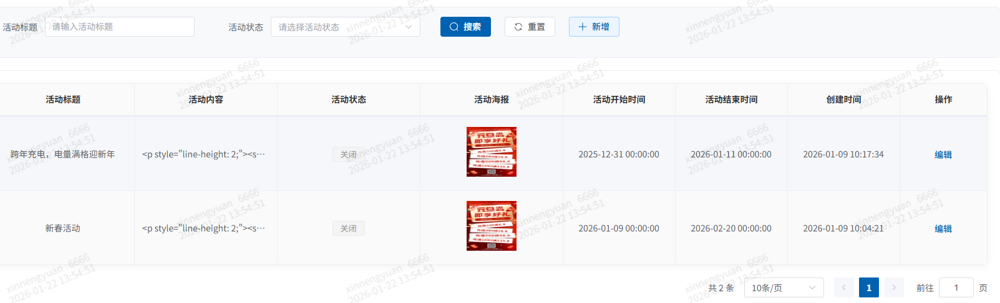 活动标题 请输入活动标题 活动状态 请选择活动状态 搜索 重置 新增
活动标题 活动内容 活动状态 活动海报 活动开始时间 活动结束时间 创建时间 操作
跨年充电，电量满格迎新年 <p style="line-height: 2;"><s··· 关闭 2025-12-31 00:00:00 2026-01-11 00:00:00 2026-01-09 10:17:34 编辑
元旦
即享好礼
新春活动 <p style="line-height: 2;"><s··· 关闭 2026-01-09 00:00:00 2026-02-20 00:00:00 2026-01-09 10:04:21 编辑
元旦
即享好礼
共 2 条 10条/页 1 前往 1 页
xinnengyuan 6666
2026-01-22 13:54:51